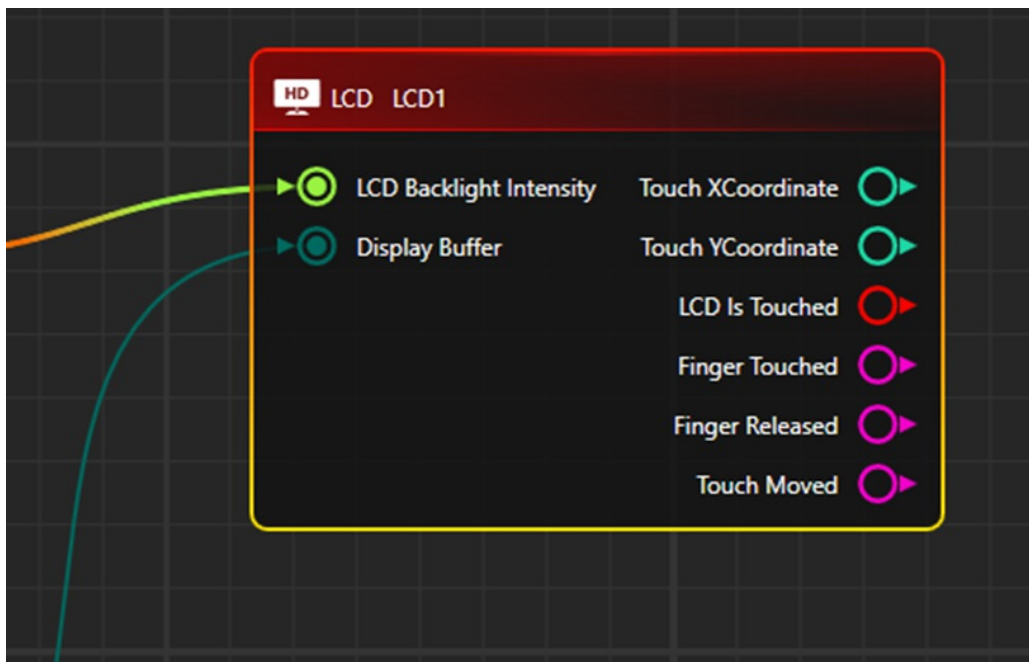 HD LCD LCD1
LCD Backlight Intensity Touch XCoordinate
Display Buffer Touch YCoordinate
LCD Is Touched
Finger Touched
Finger Released
Touch Moved